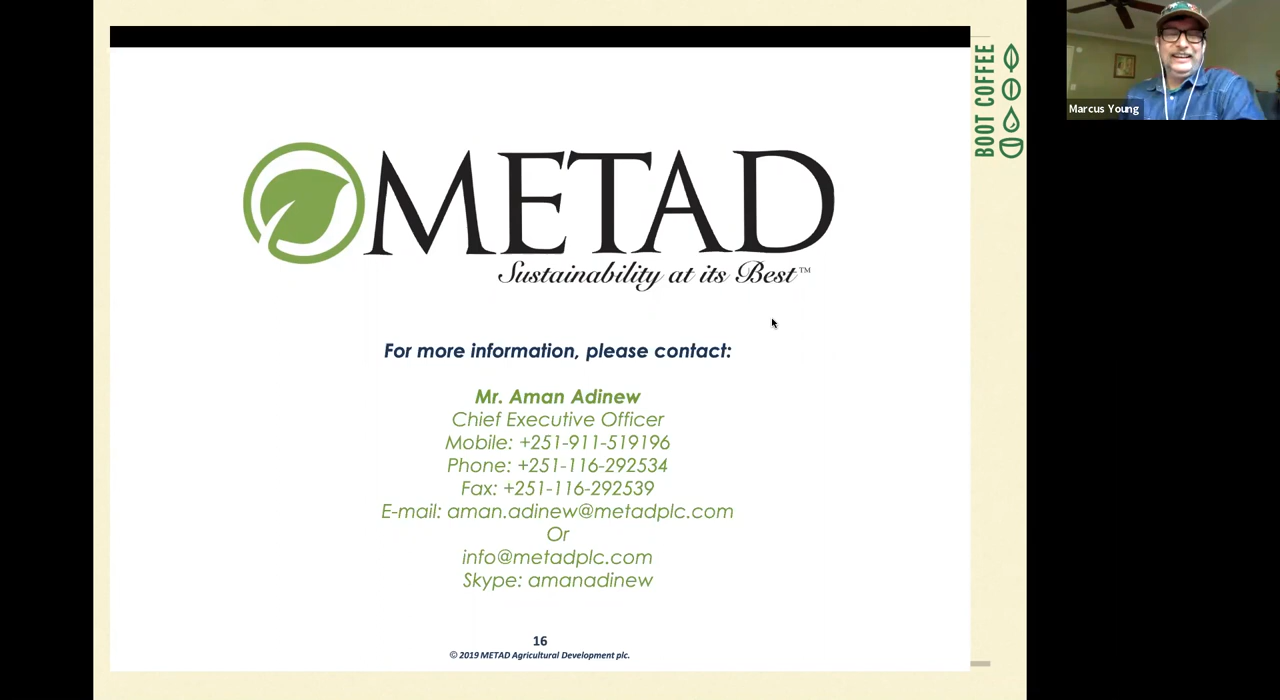 METAD
Sustainability at its Best™
For more information, please contact:
Mr. Aman Adinew
Chief Executive Officer
Mobile: +251-911-519196
Phone: +251-116-292534
Fax: +251-116-292539
E-mail: aman.adinew@metadplc.com
Or
info@metadplc.com
Skype: amanadinew
16
© 2019 METAD Agricultural Development plc.
BOOT COFFEE
Marcus Young